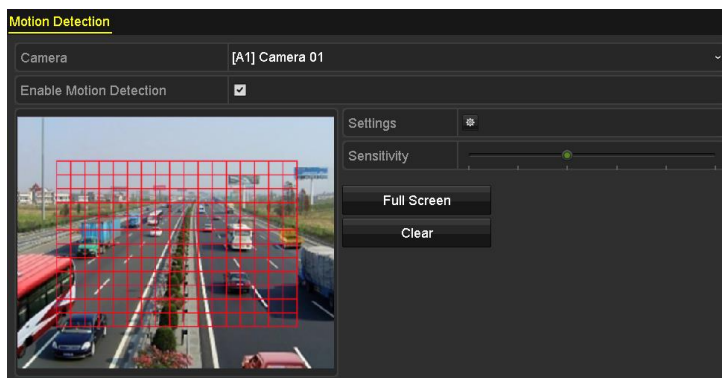 Motion Detection
Camera
[A1] Camera 01
Enable Motion Detection
Settings
Sensitivity
Full Screen
Clear